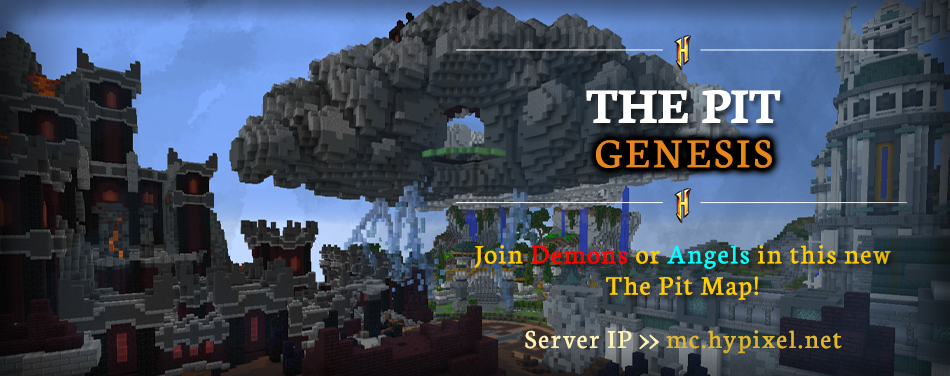 THE PIT
GENESIS
Join Demons or Angels in this new
The Pit Map!
Server IP >> mc.hypixel.net